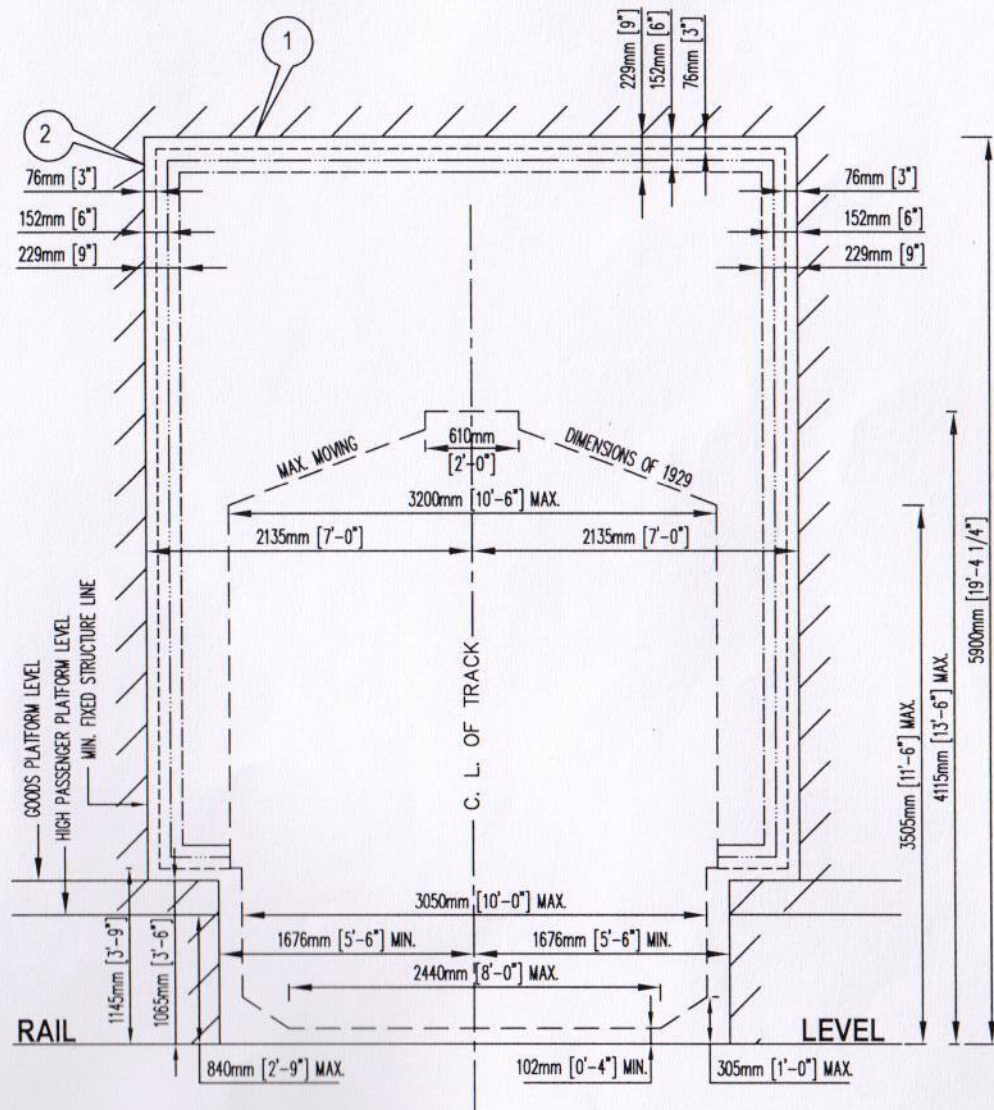 1
2
229mm [9"]
152mm [6"]
76mm [3"]
76mm [3"]
152mm [6"]
229mm [9"]
76mm [3"]
152mm [6"]
229mm [9"]
MAX. MOVING
DIMENSIONS OF 1929
610mm
[2'-0"]
3200mm [10'-6"] MAX.
2135mm [7'-0"]
2135mm [7'-0"]
C. L. OF TRACK
GOODS PLATFORM LEVEL
HIGH PASSENGER PLATFORM LEVEL
MIN. FIXED STRUCTURE LINE
3505mm [11'-6"] MAX.
4115mm [13'-6"] MAX.
5900mm [19'-4 1/4"]
3050mm [10'-0"] MAX.
1676mm [5'-6"] MIN.
1676mm [5'-6"] MIN.
2440mm [8'-0"] MAX.
1145mm [3'-9"]
1065mm [3'-6"]
RAIL
LEVEL
840mm [2'-9"] MAX.
102mm [0'-4"] MIN.
305mm [1'-0"] MAX.